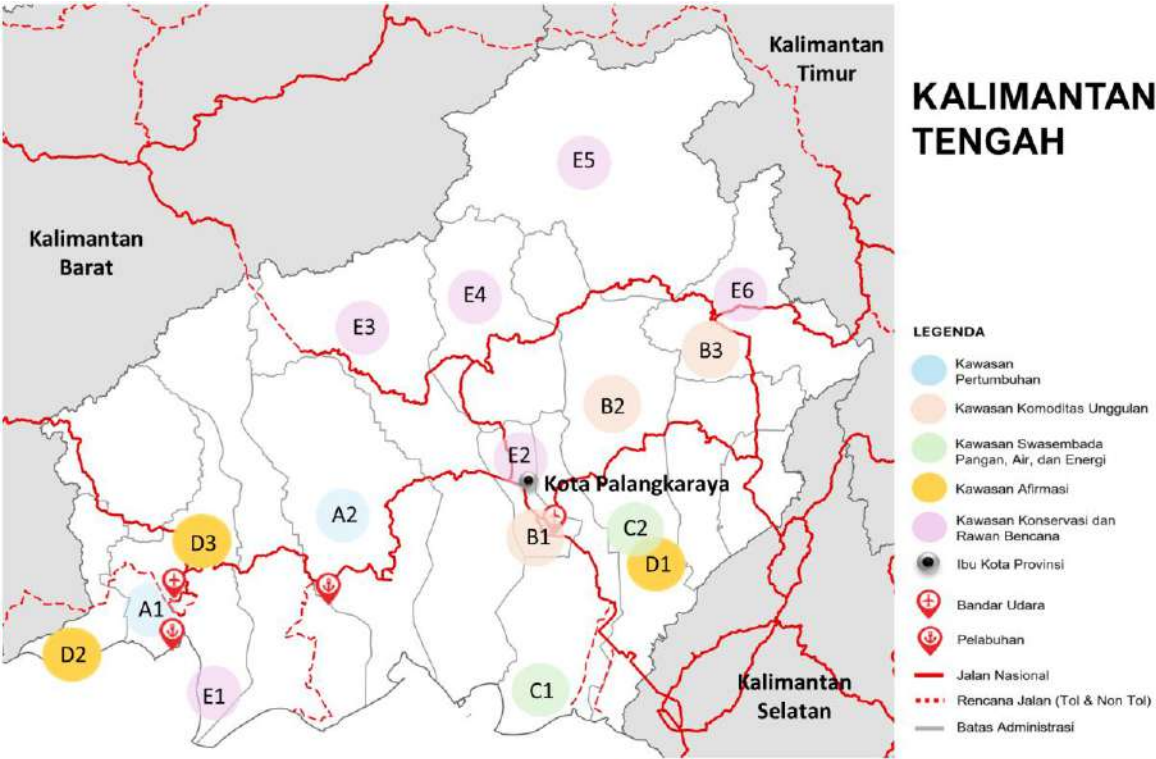 Kalimantan
Timur
KALIMANTAN
TENGAH
E5
Kalimantan
Barat
E4
E6
E3
B3
B2
E2
Kota Palangkaraya
A2
B1
C2
D3
D1
A1
D2
E1
C1
Kalimantan
Selatan
LEGENDA
Kawasan
Pertumbuhan
Kawasan Komoditas Unggulan
Kawasan Swasembada
Pangan, Air, dan Energi
Kawasan Afirmasi
Kawasan Konservasi dan
Rawan Bencana
Ibu Kota Provinsi
Bandar Udara
Pelabuhan
Jalan Nasional
Rencana Jalan (Tol & Non Tol)
Batas Administrasi